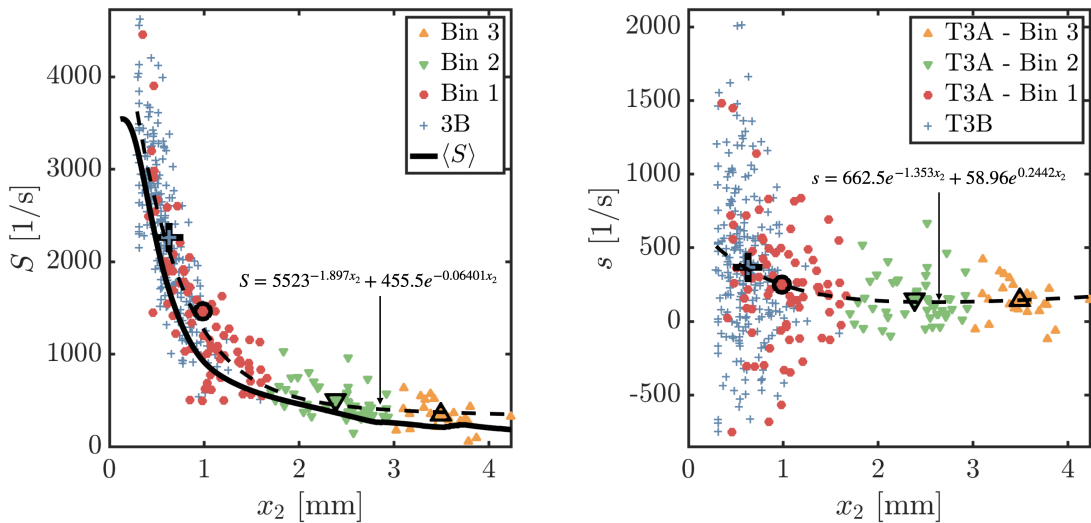 S [1/s]
4000
3000
2000
1000
0
0 1 2 3 4
x₂ [mm]
Bin 3
Bin 2
Bin 1
3B
⟨S⟩
S = 5523^{-1.897x₂} + 455.5e^{-0.06401x₂}
s [1/s]
2000
1500
1000
500
0
-500
0 1 2 3 4
x₂ [mm]
T3A - Bin 3
T3A - Bin 2
T3A - Bin 1
T3B
s = 662.5e^{-1.353x₂} + 58.96e^{0.2442x₂}